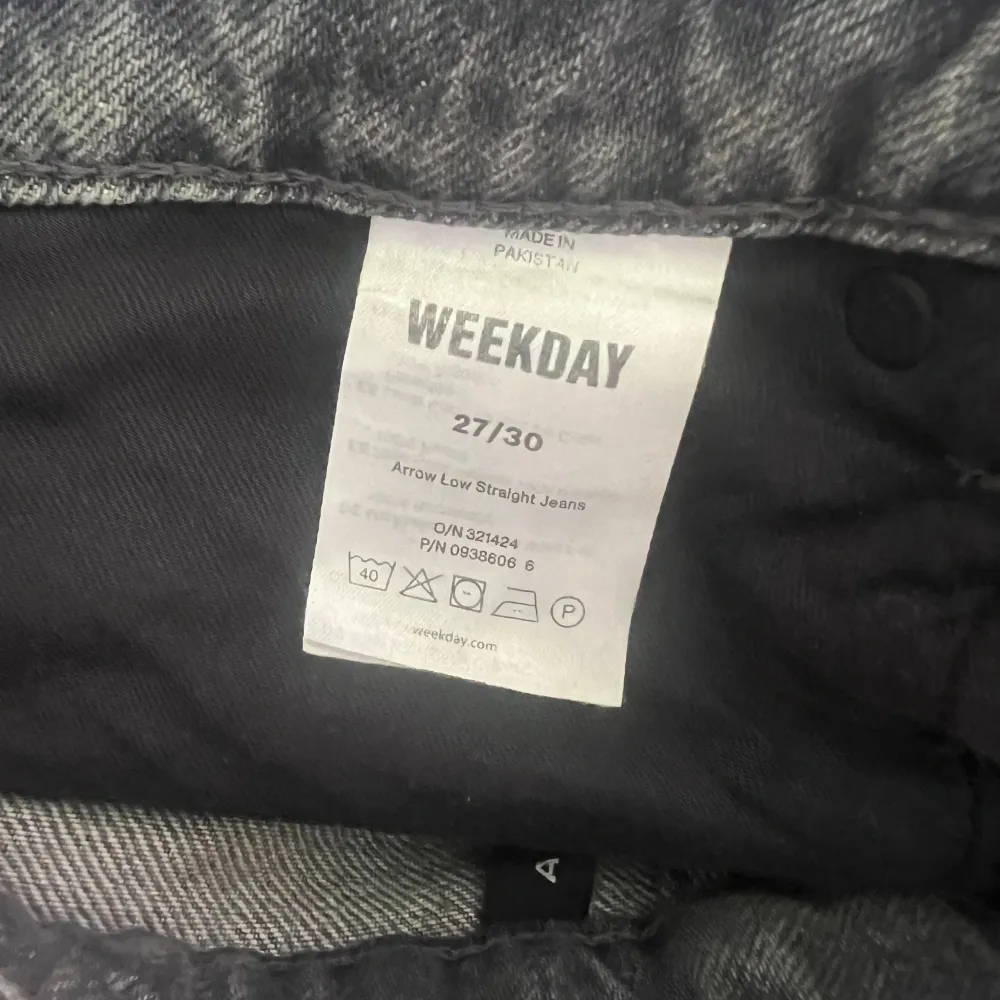 MADE IN
PAKISTAN
WEEKDAY
27/30
Arrow Low Straight Jeans
O/N 321424
P/N 0938606 6
40
P
weekday.com
A